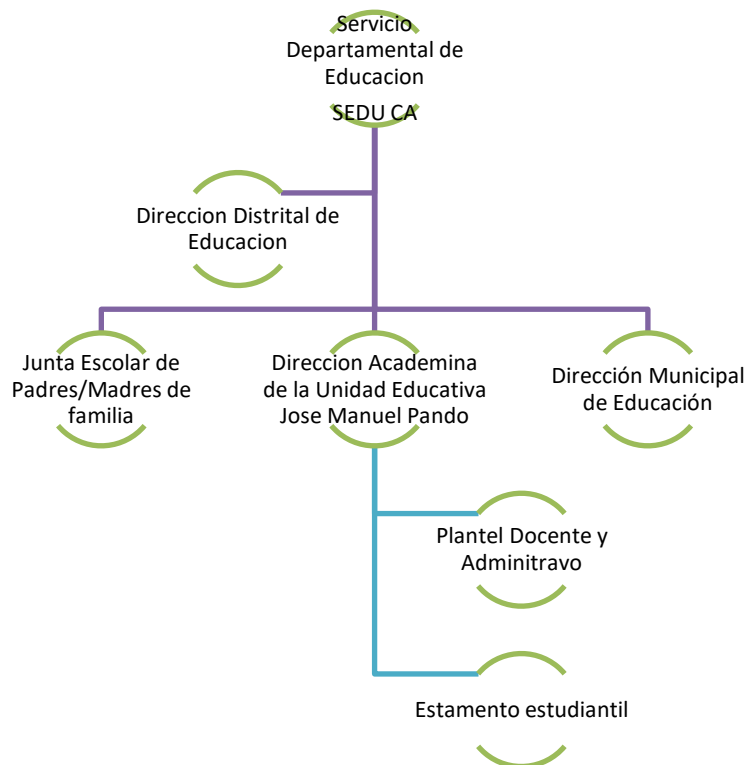 Servicio
Departamental de
Educacion
SEDU CA
Direccion Distrital de
Educacion
Junta Escolar de
Padres/Madres de
familia
Direccion Academina
de la Unidad Educativa
Jose Manuel Pando
Dirección Municipal
de Educación
Plantel Docente y
Adminitravo
Estamento estudiantil